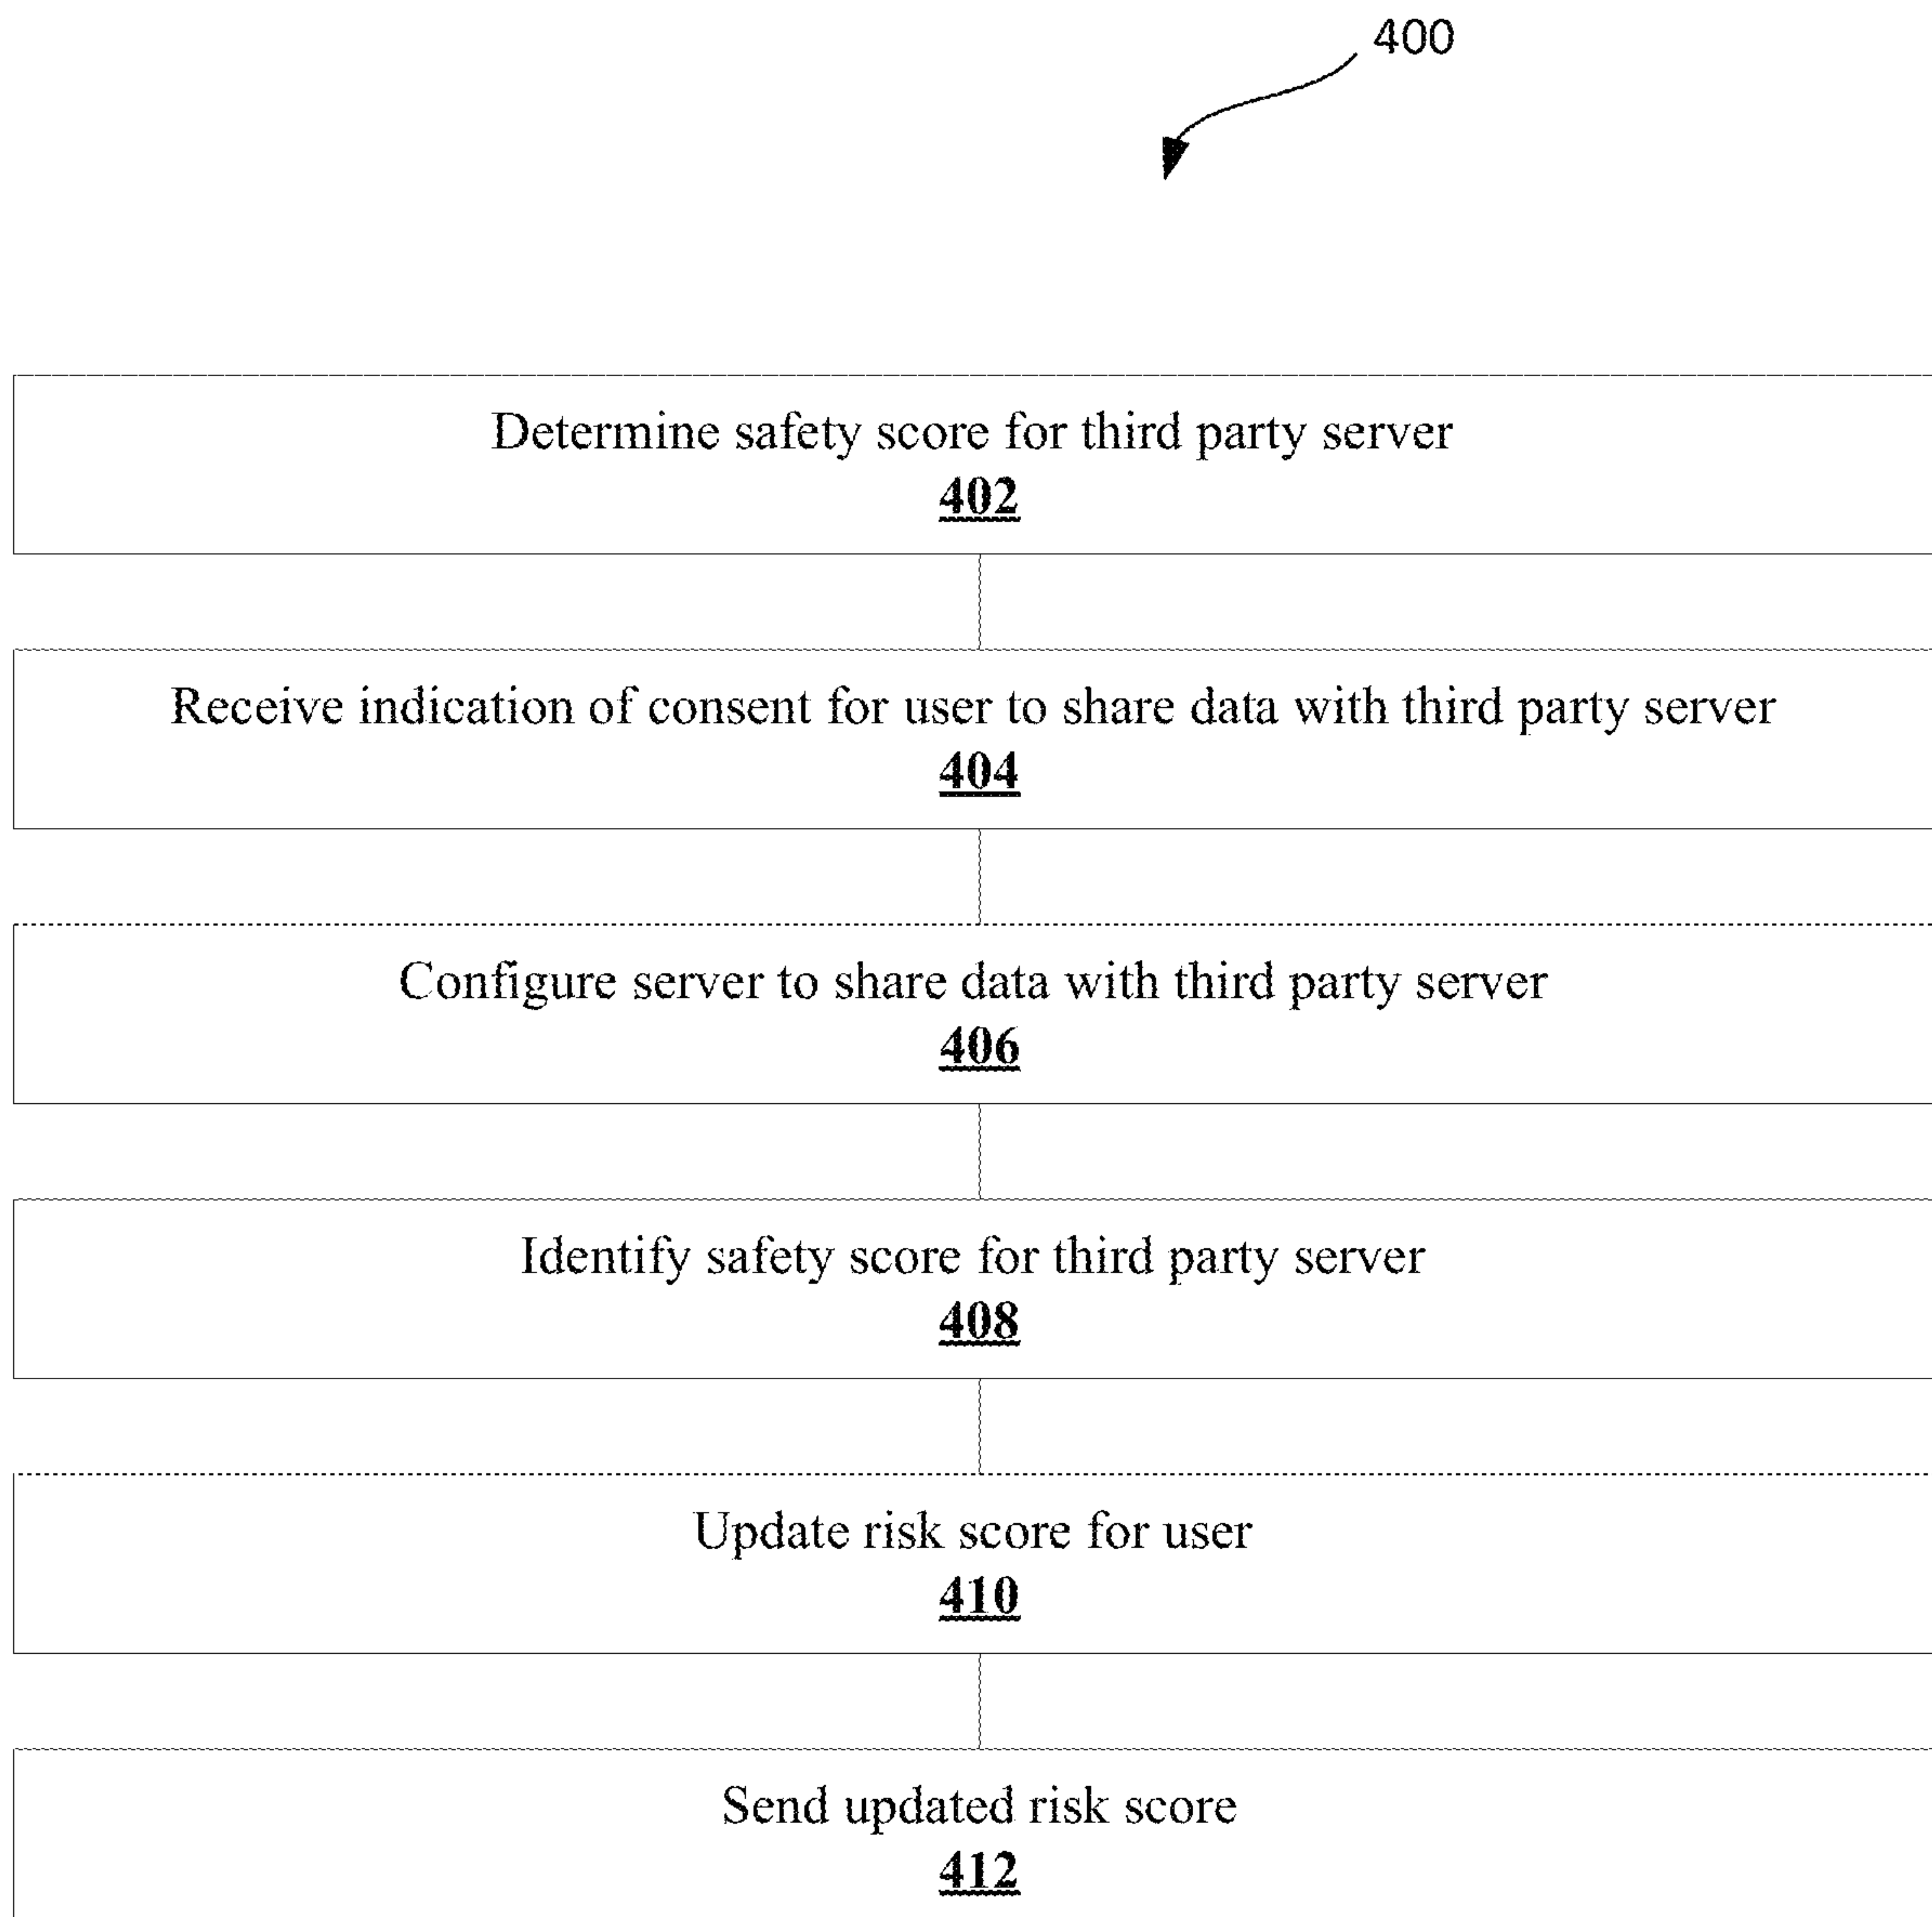 400
Determine safety score for third party server
402
Receive indication of consent for user to share data with third party server
404
Configure server to share data with third party server
406
Identify safety score for third party server
408
Update risk score for user
410
Send updated risk score
412